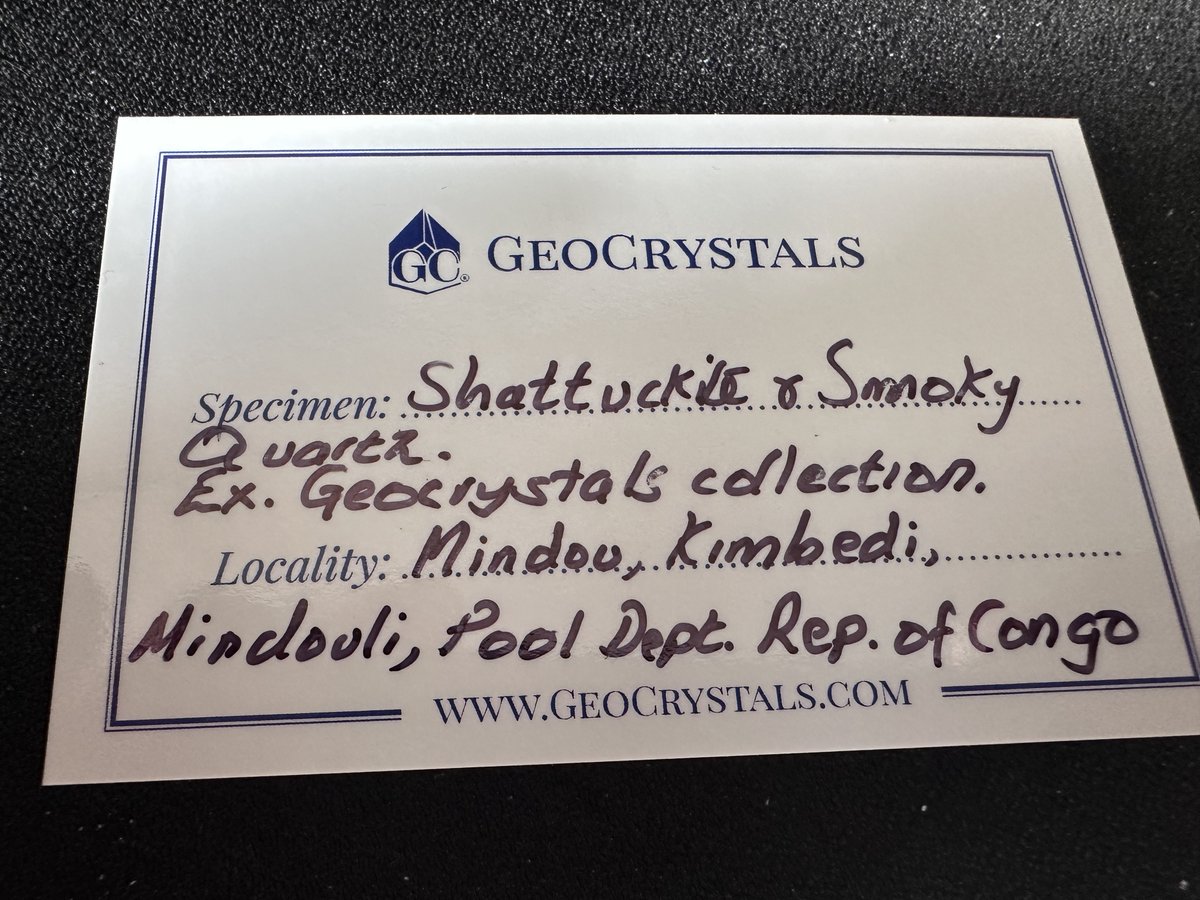 GC®
GEOCRYSTALS
Specimen: Shattuckite & Smoky
Quartz.
Ex. Geocrystals collection.
Locality: Mindou, Kimbedi,
Mindouli, Pool Dept. Rep. of Congo
WWW.GEOCRYSTALS.COM